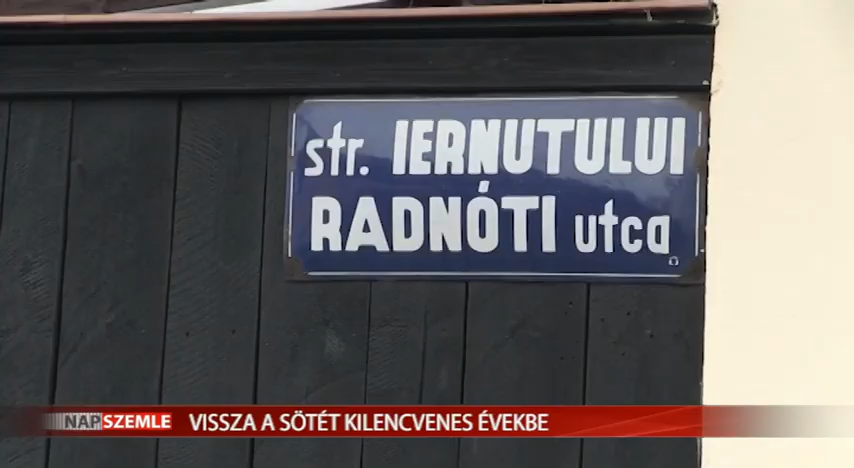 str. IERNUTULUI
RADNÓTI utca
NAPSZEMLE VISSZA A SÖTÉT KILENCVENES ÉVEKBE